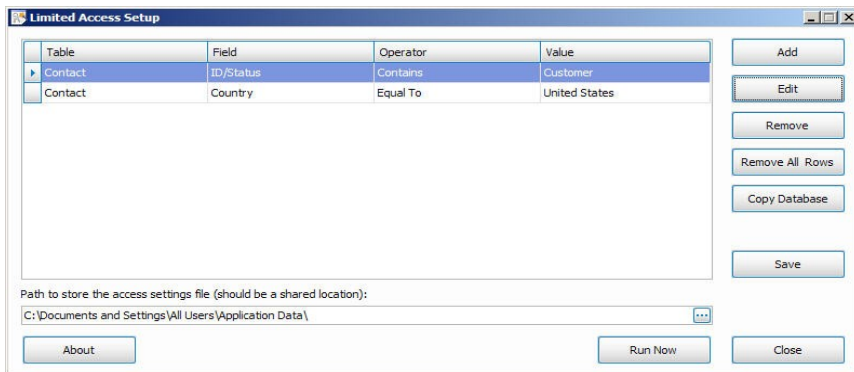 Limited Access Setup
Table Field Operator Value
Contact ID/Status Contains Customer
Contact Country Equal To United States
Add
Edit
Remove
Remove All Rows
Copy Database
Save
Path to store the access settings file (should be a shared location):
C:\Documents and Settings\All Users\Application Data\
...
About Run Now Close